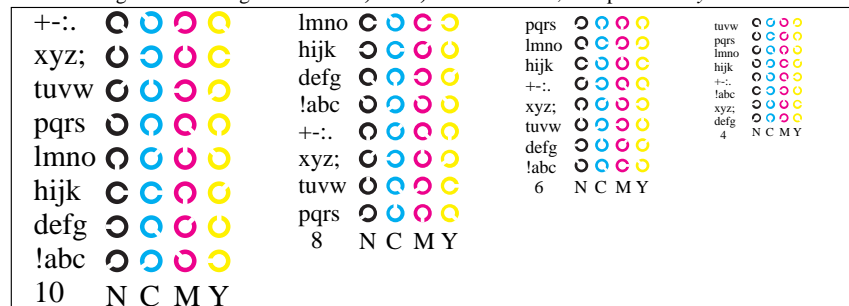 +-:.
xyz;
tuvw
pqrs
lmno
hijk
defg
!abc
10 N C M Y
lmno
hijk
defg
!abc
+-:.
xyz;
tuvw
pqrs
8 N C M Y
pqrs
lmno
hijk
+-:.
xyz;
tuvw
defg
!abc
6 N C M Y
tuvw
pqrs
lmno
hijk
+-:.
!abc
xyz;
defg
4 N C M Y